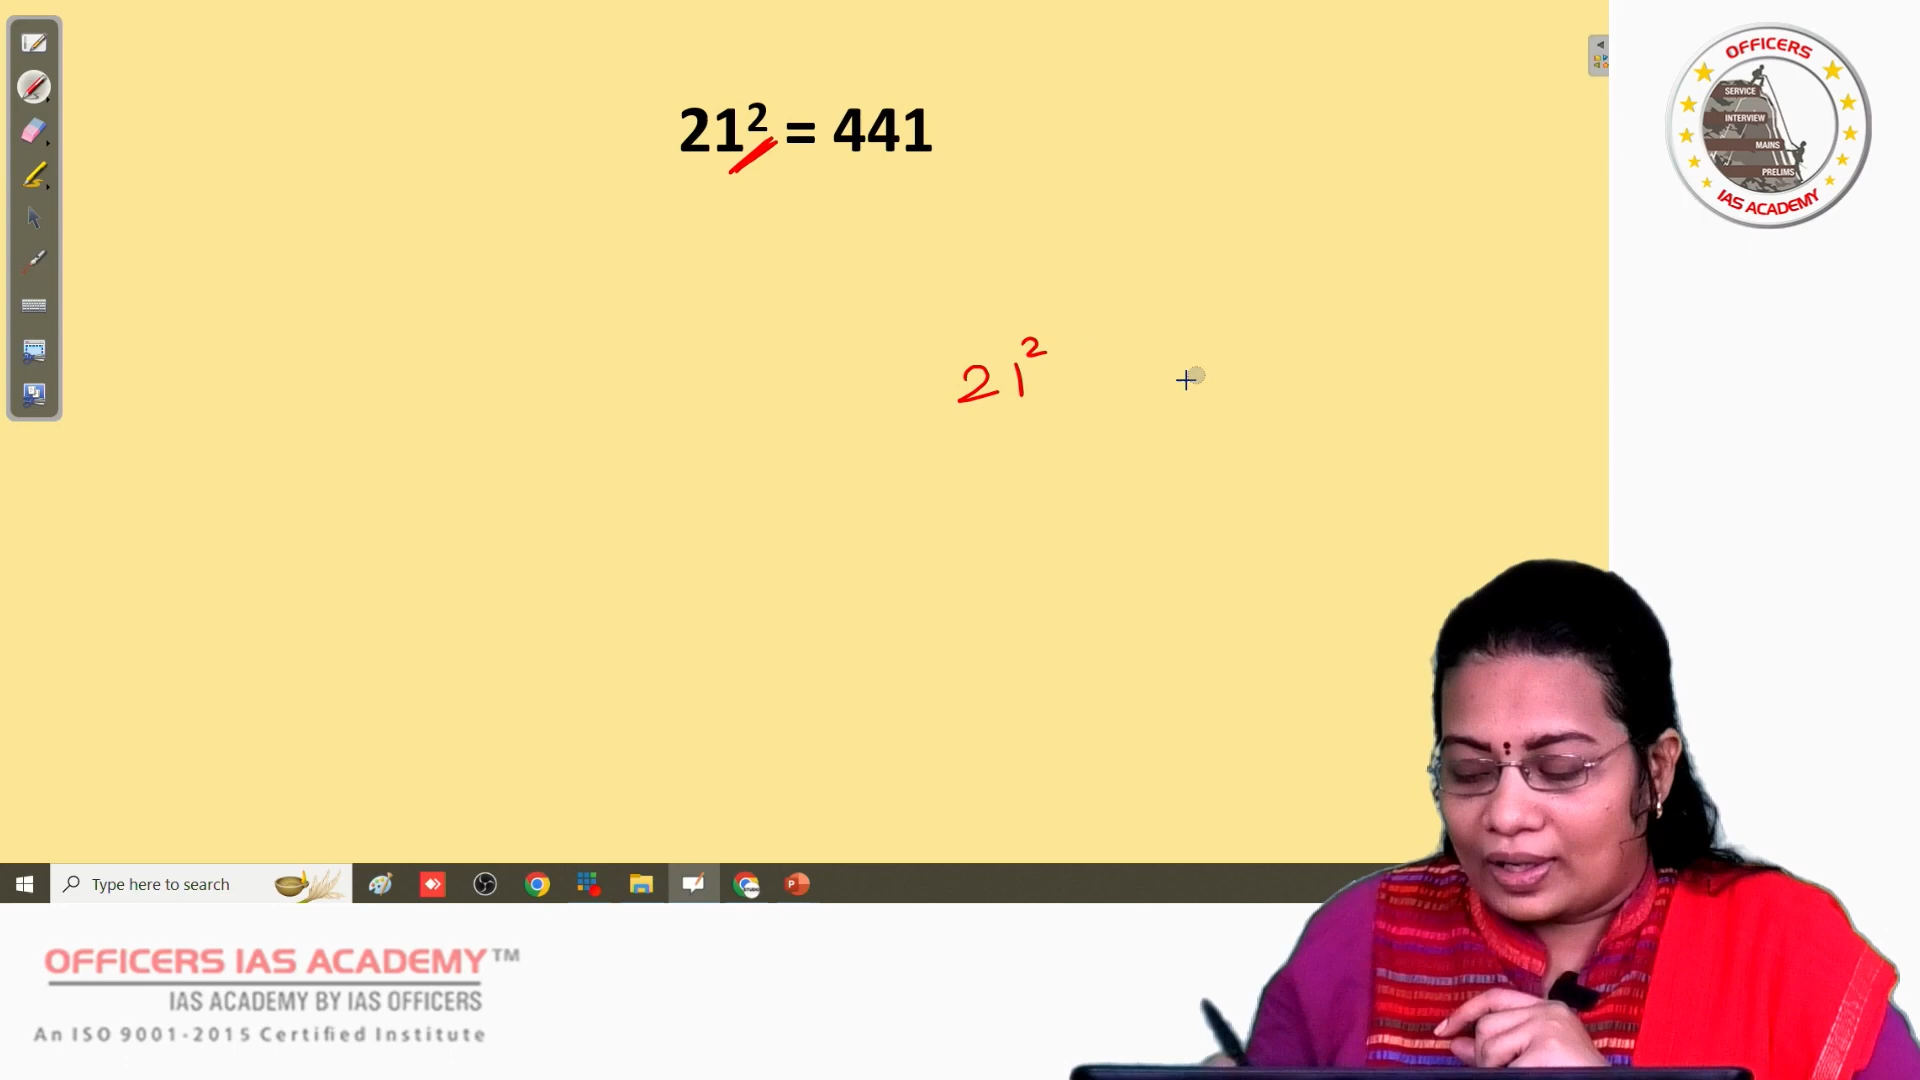 21² = 441
21²
OFFICERS
SERVICE
INTERVIEW
MAINS
PRELIMS
IAS ACADEMY
Type here to search
STUDIO
P
OFFICERS IAS ACADEMY™
IAS ACADEMY BY IAS OFFICERS
An ISO 9001-2015 Certified Institute